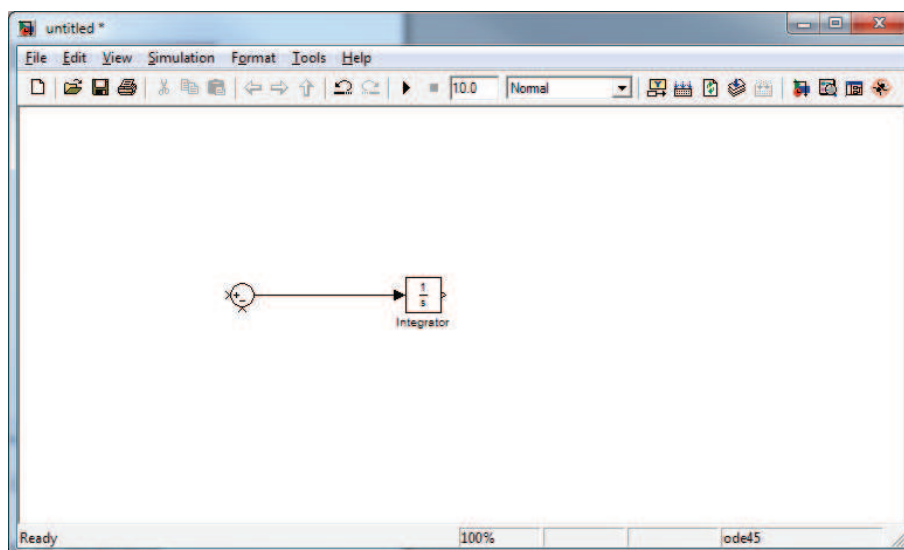 untitled *
File Edit View Simulation Format Tools Help
10.0 Normal
+
-
1
s
Integrator
Ready 100% ode45